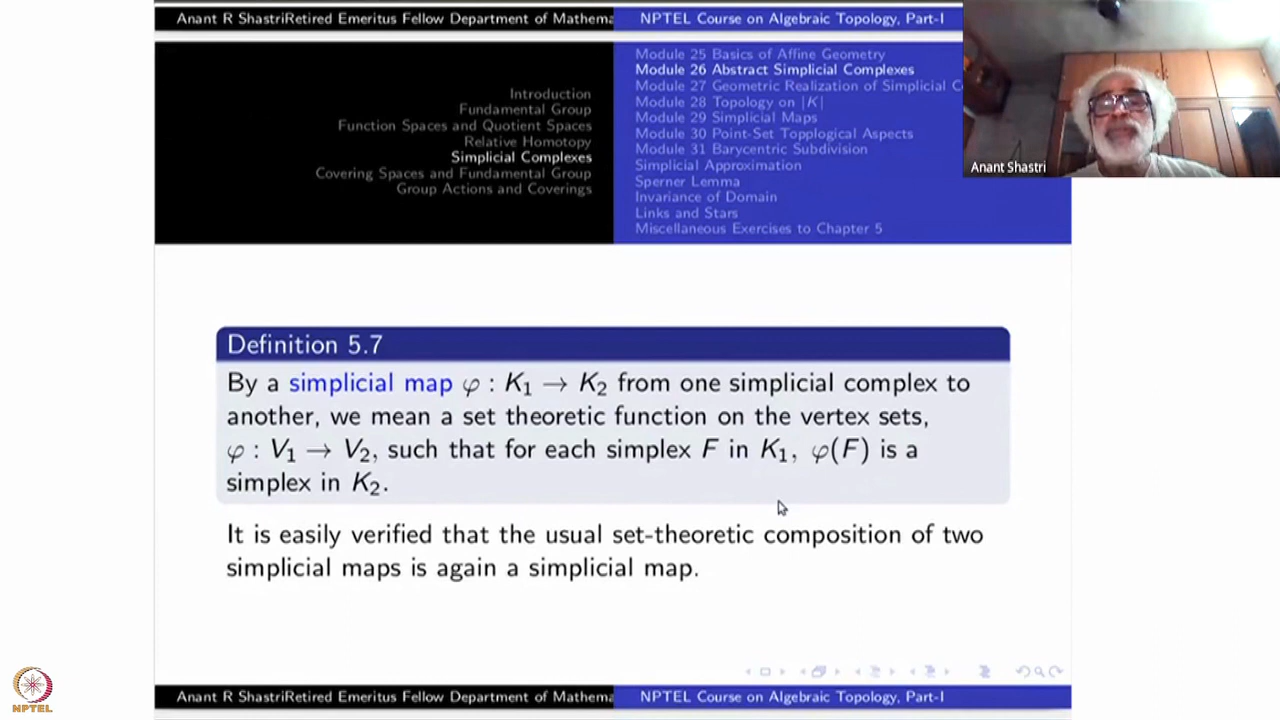 Anant R ShastriRetired Emeritus Fellow Department of Mathema
NPTEL Course on Algebraic Topology, Part-I
Introduction
Fundamental Group
Function Spaces and Quotient Spaces
Relative Homotopy
Simplicial Complexes
Covering Spaces and Fundamental Group
Group Actions and Coverings
Module 25 Basics of Affine Geometry
Module 26 Abstract Simplicial Complexes
Module 27 Geometric Realization of Simplicial C
Module 28 Topology on |K|
Module 29 Simplicial Maps
Module 30 Point-Set Topplogical Aspects
Module 31 Barycentric Subdivision
Simplicial Approximation
Sperner Lemma
Invariance of Domain
Links and Stars
Miscellaneous Exercises to Chapter 5
Anant Shastri
Definition 5.7
By a simplicial map φ : K₁ → K₂ from one simplicial complex to
another, we mean a set theoretic function on the vertex sets,
φ : V₁ → V₂, such that for each simplex F in K₁, φ(F) is a
simplex in K₂.
It is easily verified that the usual set-theoretic composition of two
simplicial maps is again a simplicial map.
NPTEL
Anant R ShastriRetired Emeritus Fellow Department of Mathema
NPTEL Course on Algebraic Topology, Part-I